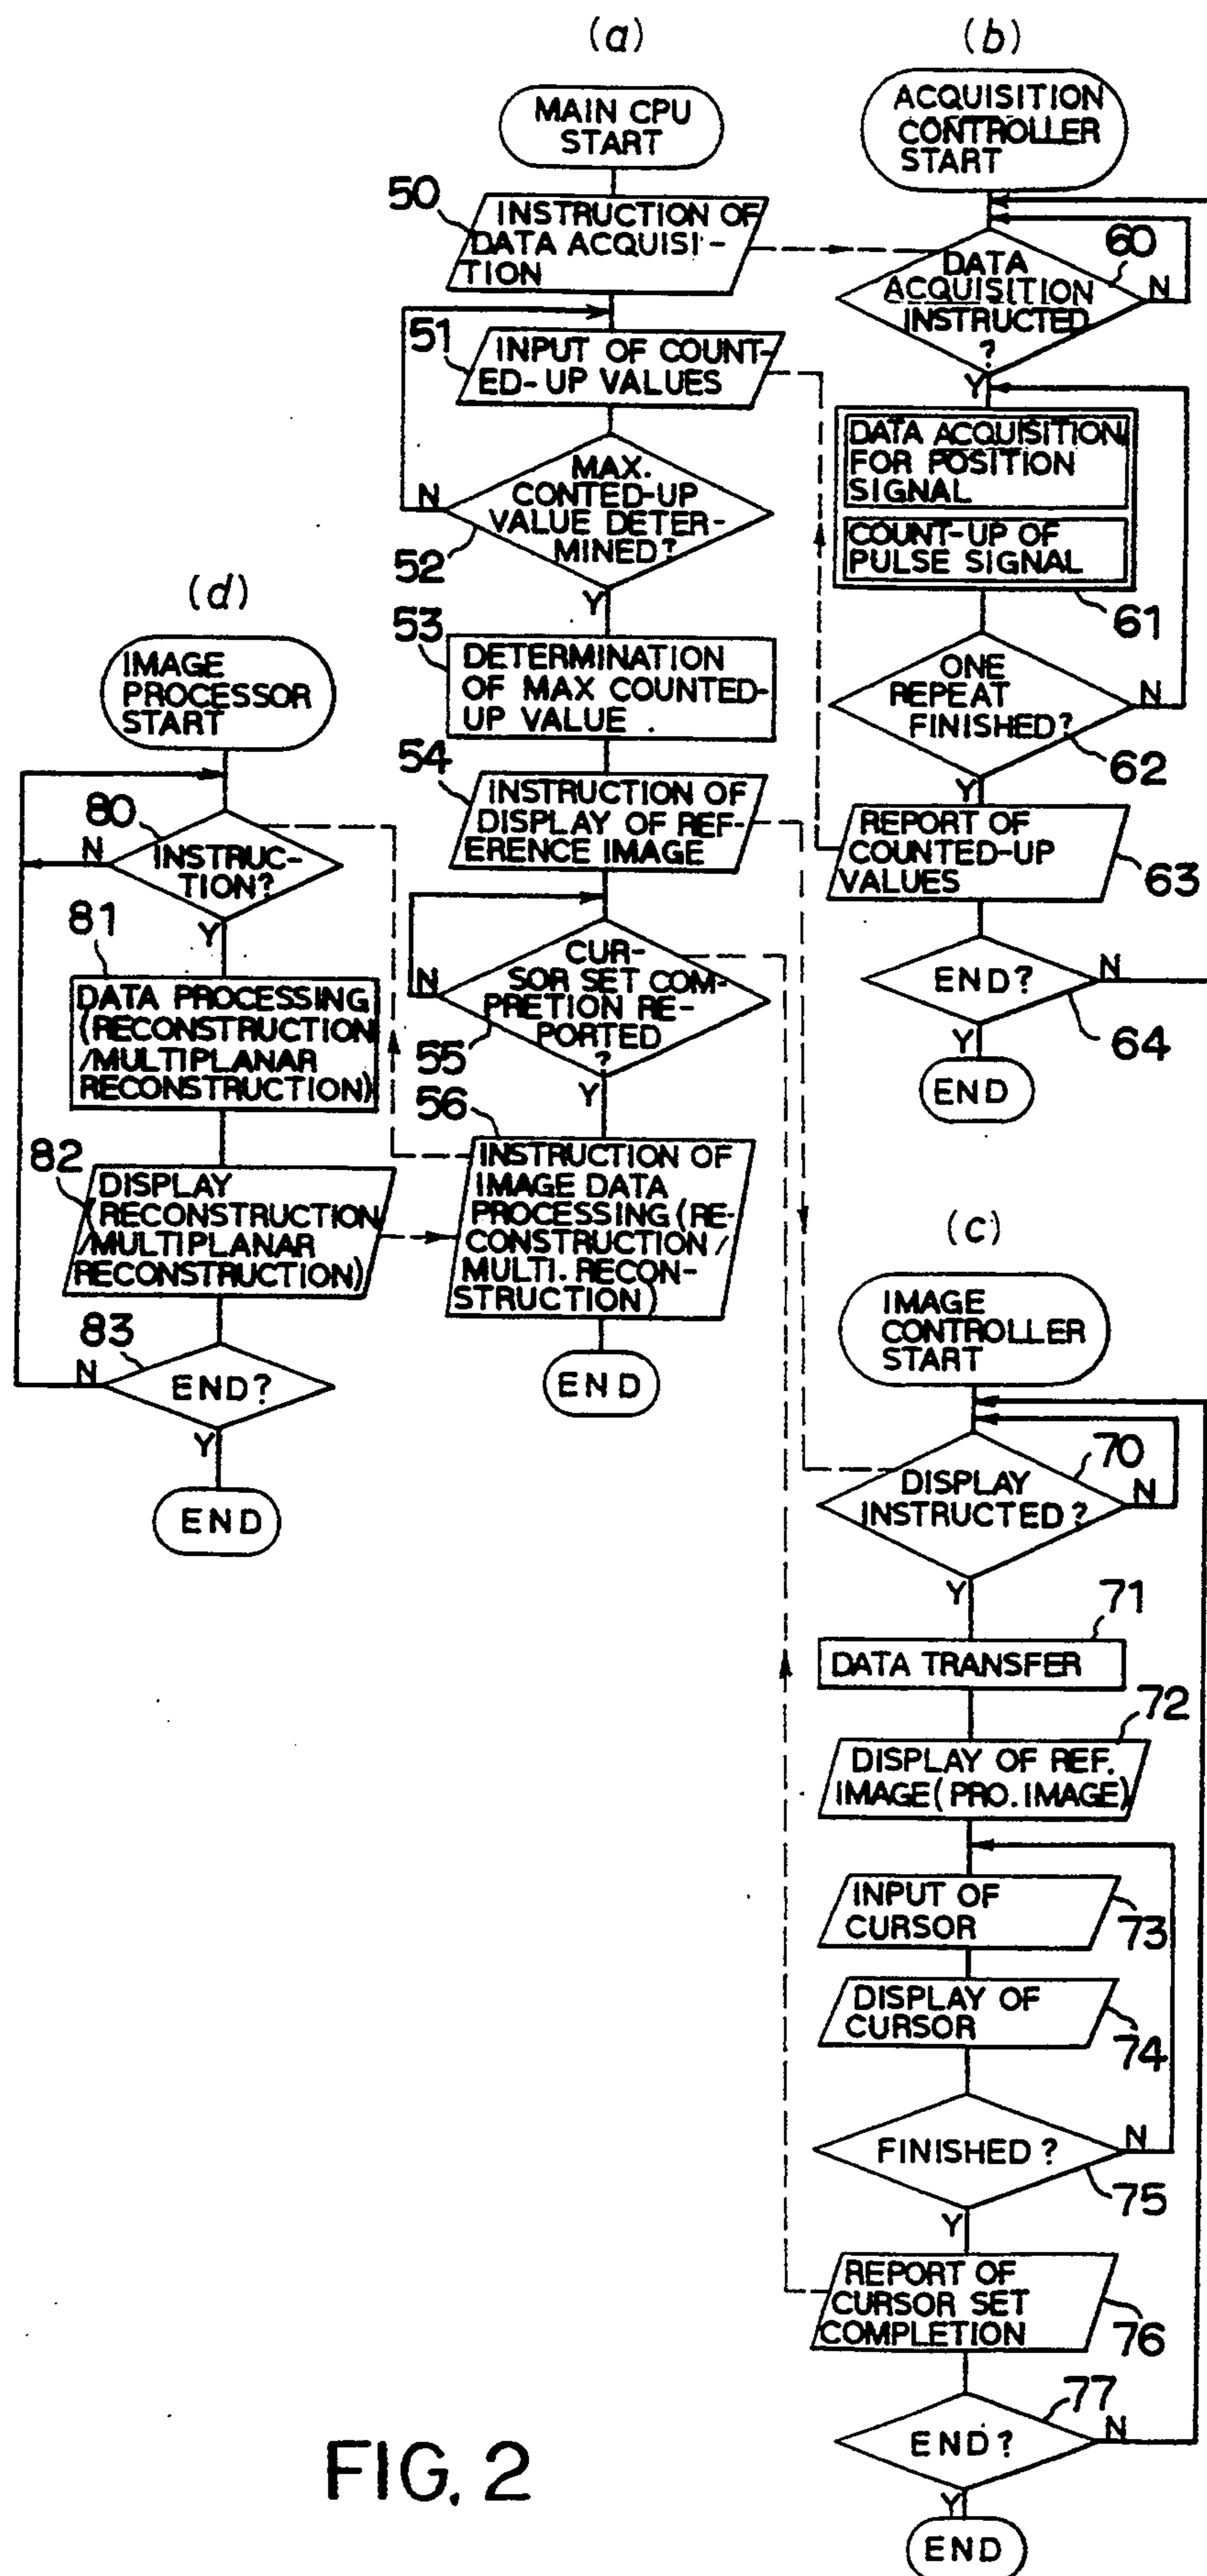 (a)
MAIN CPU
START
50
INSTRUCTION OF
DATA ACQUISI-
TION
51
INPUT OF COUNT-
ED-UP VALUES
MAX.
CONTED-UP
VALUE DETER-
MINED?
N
52
Y
53
DETERMINATION
OF MAX COUNTED-
UP VALUE
54
INSTRUCTION OF
DISPLAY OF REF-
ERENCE IMAGE
CUR-
SOR SET COM-
PRETION RE-
PORTED
?
N
55
Y
56
INSTRUCTION OF
IMAGE DATA
PROCESSING (RE-
CONSTRUCTION/
MULTI. RECON-
STRUCTION)
END
(b)
ACQUISITION
CONTROLLER
START
60
DATA
ACQUISITION
INSTRUCTED
?
N
Y
DATA ACQUISITION
FOR POSITION
SIGNAL
COUNT-UP OF
PULSE SIGNAL
61
ONE
REPEAT
FINISHED?
N
62
Y
REPORT OF
COUNTED-UP
VALUES
63
END?
N
64
Y
END
(c)
IMAGE
CONTROLLER
START
70
DISPLAY
INSTRUCTED?
N
Y
71
DATA TRANSFER
72
DISPLAY OF REF.
IMAGE (PRO. IMAGE)
INPUT OF
CURSOR
73
DISPLAY OF
CURSOR
74
FINISHED?
N
75
Y
REPORT OF
CURSOR SET
COMPLETION
76
77
END?
N
Y
END
(d)
IMAGE
PROCESSOR
START
80
INSTRUC-
TION?
N
Y
81
DATA PROCESSING
(RECONSTRUCTION
/MULTIPLANAR
RECONSTRUCTION)
82
DISPLAY
(RECONSTRUCTION
/MULTIPLANAR
RECONSTRUCTION)
83
END?
N
Y
END
FIG. 2